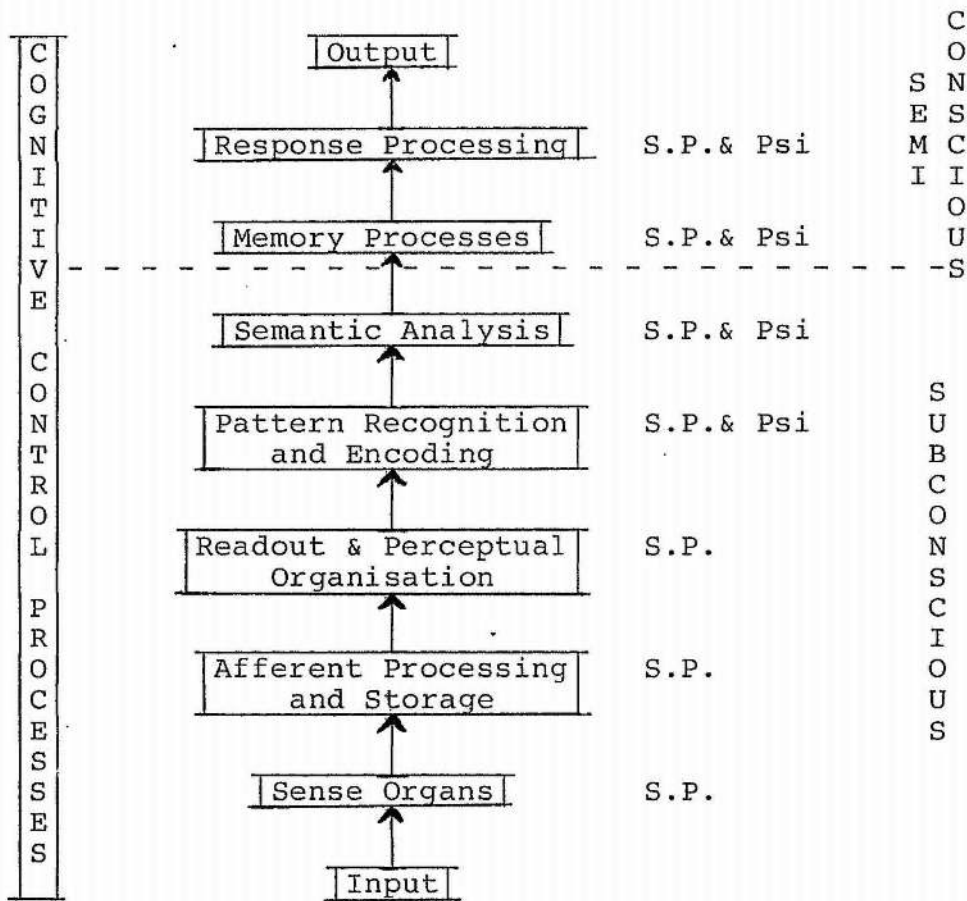 COGNITIVE CONTROL PROCESSES
Output
Response Processing S.P.& Psi
Memory Processes S.P.& Psi
Semantic Analysis S.P.& Psi
Pattern Recognition S.P.& Psi
and Encoding
Readout & Perceptual S.P.
Organisation
Afferent Processing S.P.
and Storage
Sense Organs S.P.
Input
SEMI
CONSCIOUS
SUBCONSCIOUS